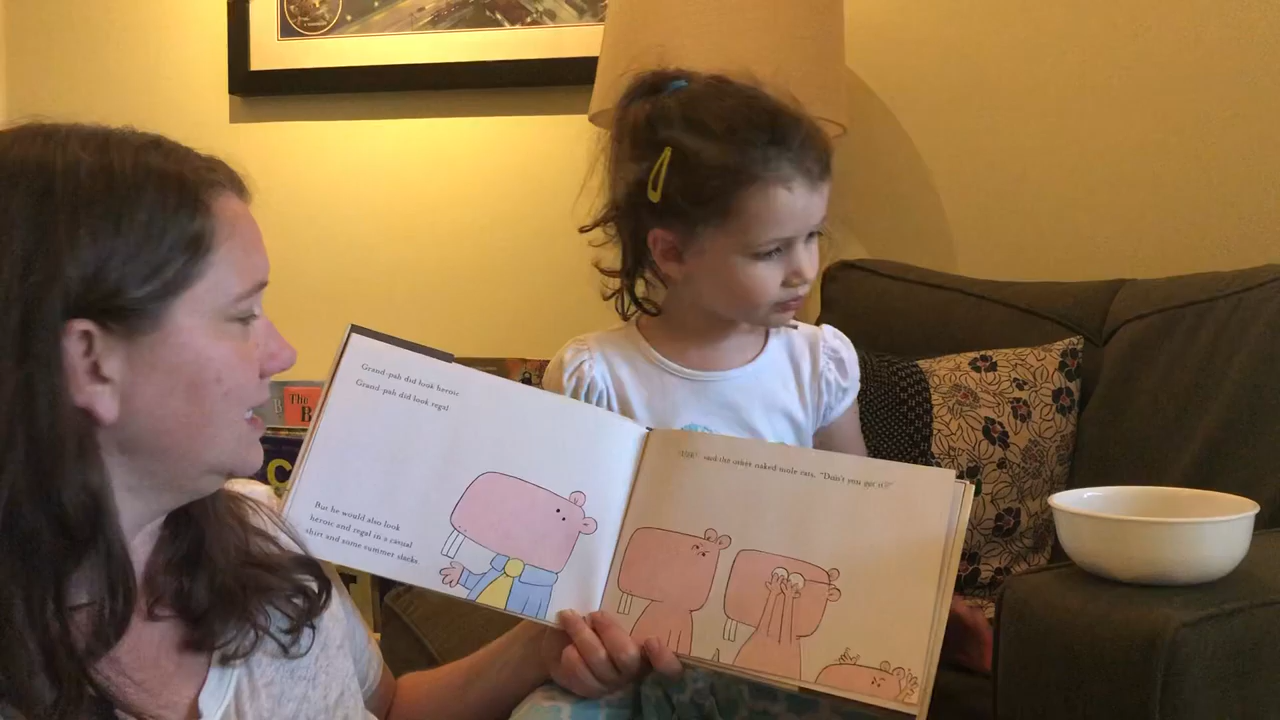 Grand-pah did look heroic
Grand-pah did look regal
But he would also look
heroic and regal in a casual
shirt and some summer slacks.
said the other naked mole rats. "Don't you get it?"
The
B